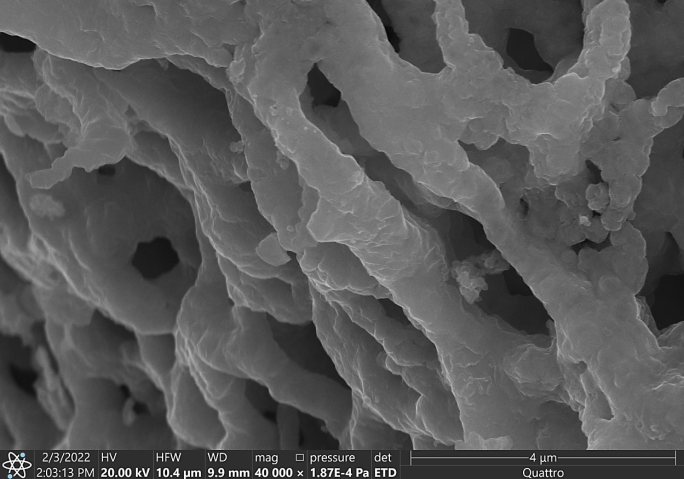 2/3/2022 HV HFW WD mag □ pressure det 4 µm
2:03:13 PM 20.00 kV 10.4 µm 9.9 mm 40 000 × 1.87E-4 Pa ETD Quattro